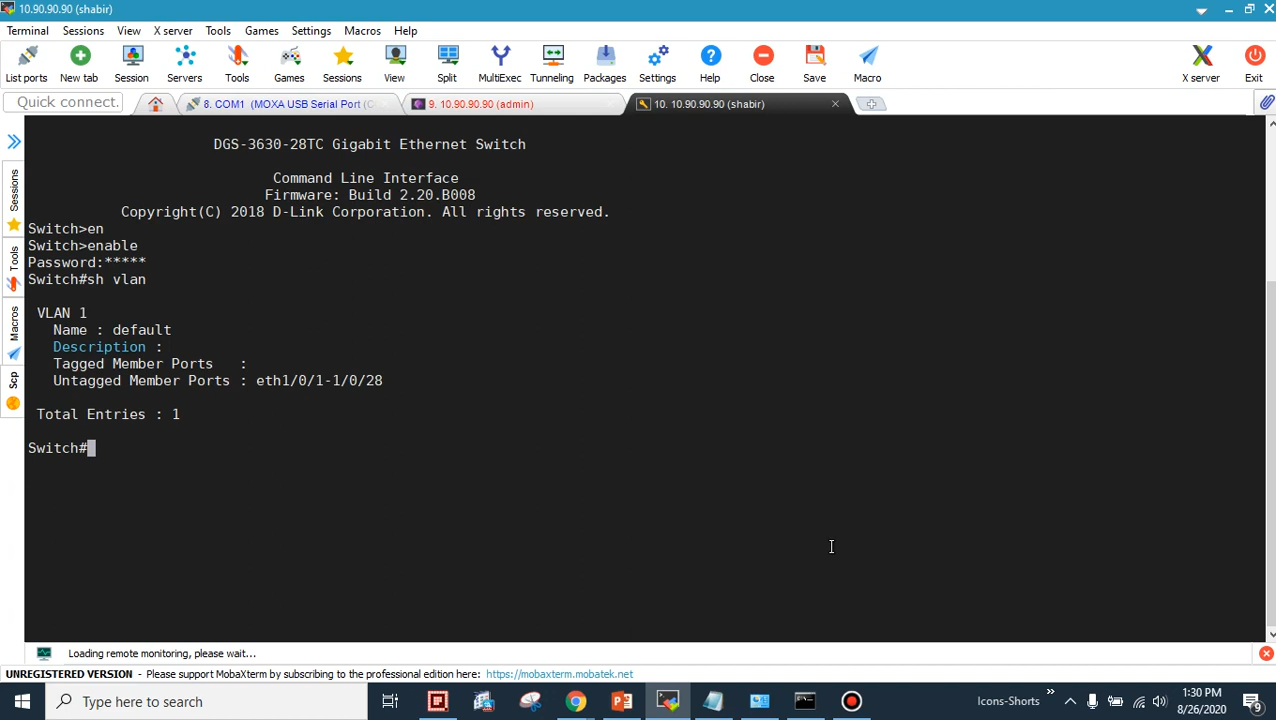 10.90.90.90 (shabir)
Terminal Sessions View X server Tools Games Settings Macros Help
List ports New tab Session Servers Tools Games Sessions View Split MultiExec Tunneling Packages Settings Help Close Save Macro X server Exit
Quick connect. 8. COM1 (MOXA USB Serial Port (C 9. 10.90.90.90 (admin) 10. 10.90.90.90 (shabir)
Sessions
Tools
Macros
Scp
DGS-3630-28TC Gigabit Ethernet Switch
Command Line Interface
Firmware: Build 2.20.B008
Copyright(C) 2018 D-Link Corporation. All rights reserved.
Switch>en
Switch>enable
Password:*****
Switch#sh vlan
VLAN 1
Name : default
Description :
Tagged Member Ports :
Untagged Member Ports : eth1/0/1-1/0/28
Total Entries : 1
Switch#
Loading remote monitoring, please wait...
UNREGISTERED VERSION - Please support MobaXterm by subscribing to the professional edition here: https://mobaxterm.mobatek.net
Type here to search
Icons-Shorts
1:30 PM
8/26/2020
9